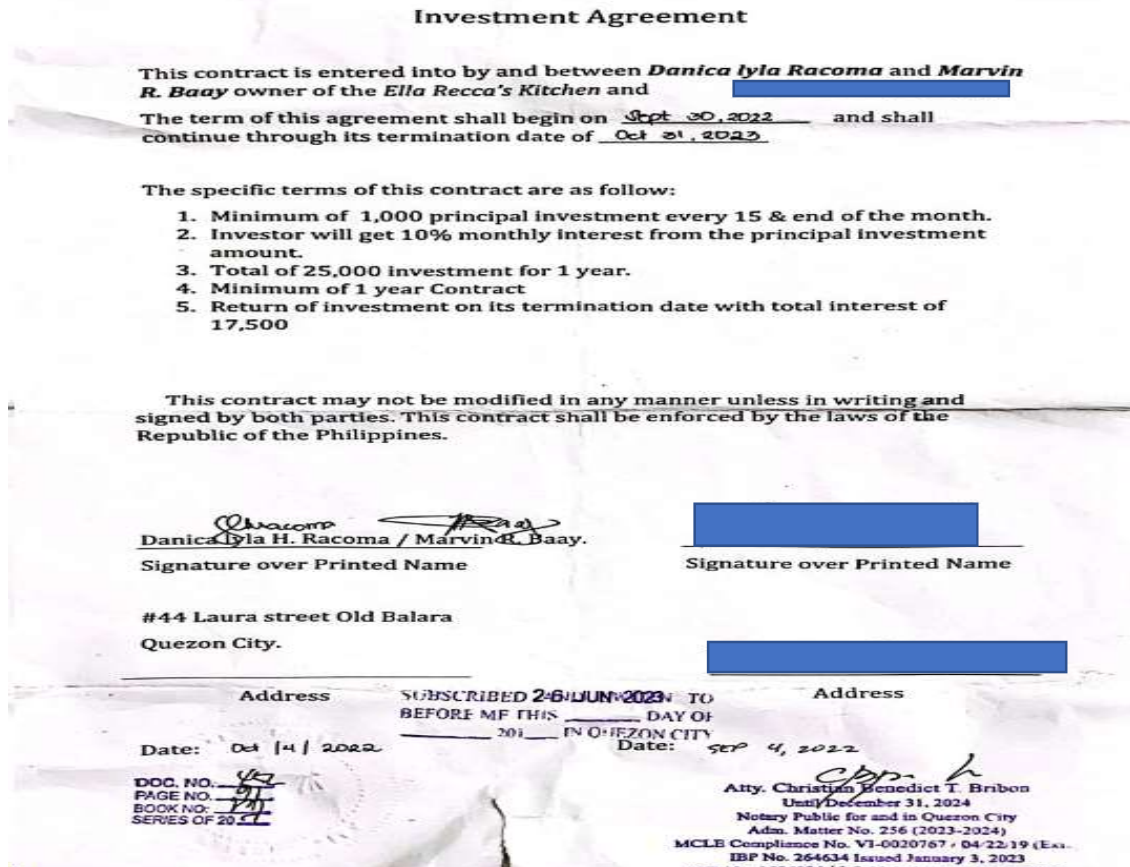 Investment Agreement
This contract is entered into by and between Danica Iyla Racoma and Marvin
R. Baay owner of the Ella Recca's Kitchen and
The term of this agreement shall begin on Sept 30, 2022 and shall
continue through its termination date of Oct 31, 2023
The specific terms of this contract are as follow:
1. Minimum of 1,000 principal investment every 15 & end of the month.
2. Investor will get 10% monthly interest from the principal investment
amount.
3. Total of 25,000 investment for 1 year.
4. Minimum of 1 year Contract
5. Return of investment on its termination date with total interest of
17,500
This contract may not be modified in any manner unless in writing and
signed by both parties. This contract shall be enforced by the laws of the
Republic of the Philippines.
Danica Iyla H. Racoma / Marvin R. Baay.
Signature over Printed Name
Signature over Printed Name
#44 Laura street Old Balara
Quezon City.
Address
Address
SUBSCRIBED 26 JUN 2023 TO
BEFORE ME THIS DAY OF
201 IN QUEZON CITY
Date: Oct 14 / 2022
Date: SEP 4, 2022
DOC. NO.
PAGE NO.
BOOK NO.
SERIES OF 20
Atty. Christian Benedict T. Bribon
Until December 31, 2024
Notary Public for and in Quezon City
Adm. Matter No. 256 (2023-2024)
MCLE Compliance No. VI-0020767 / 04/22/19
IBP No. 264634 Issued January 3, 2023